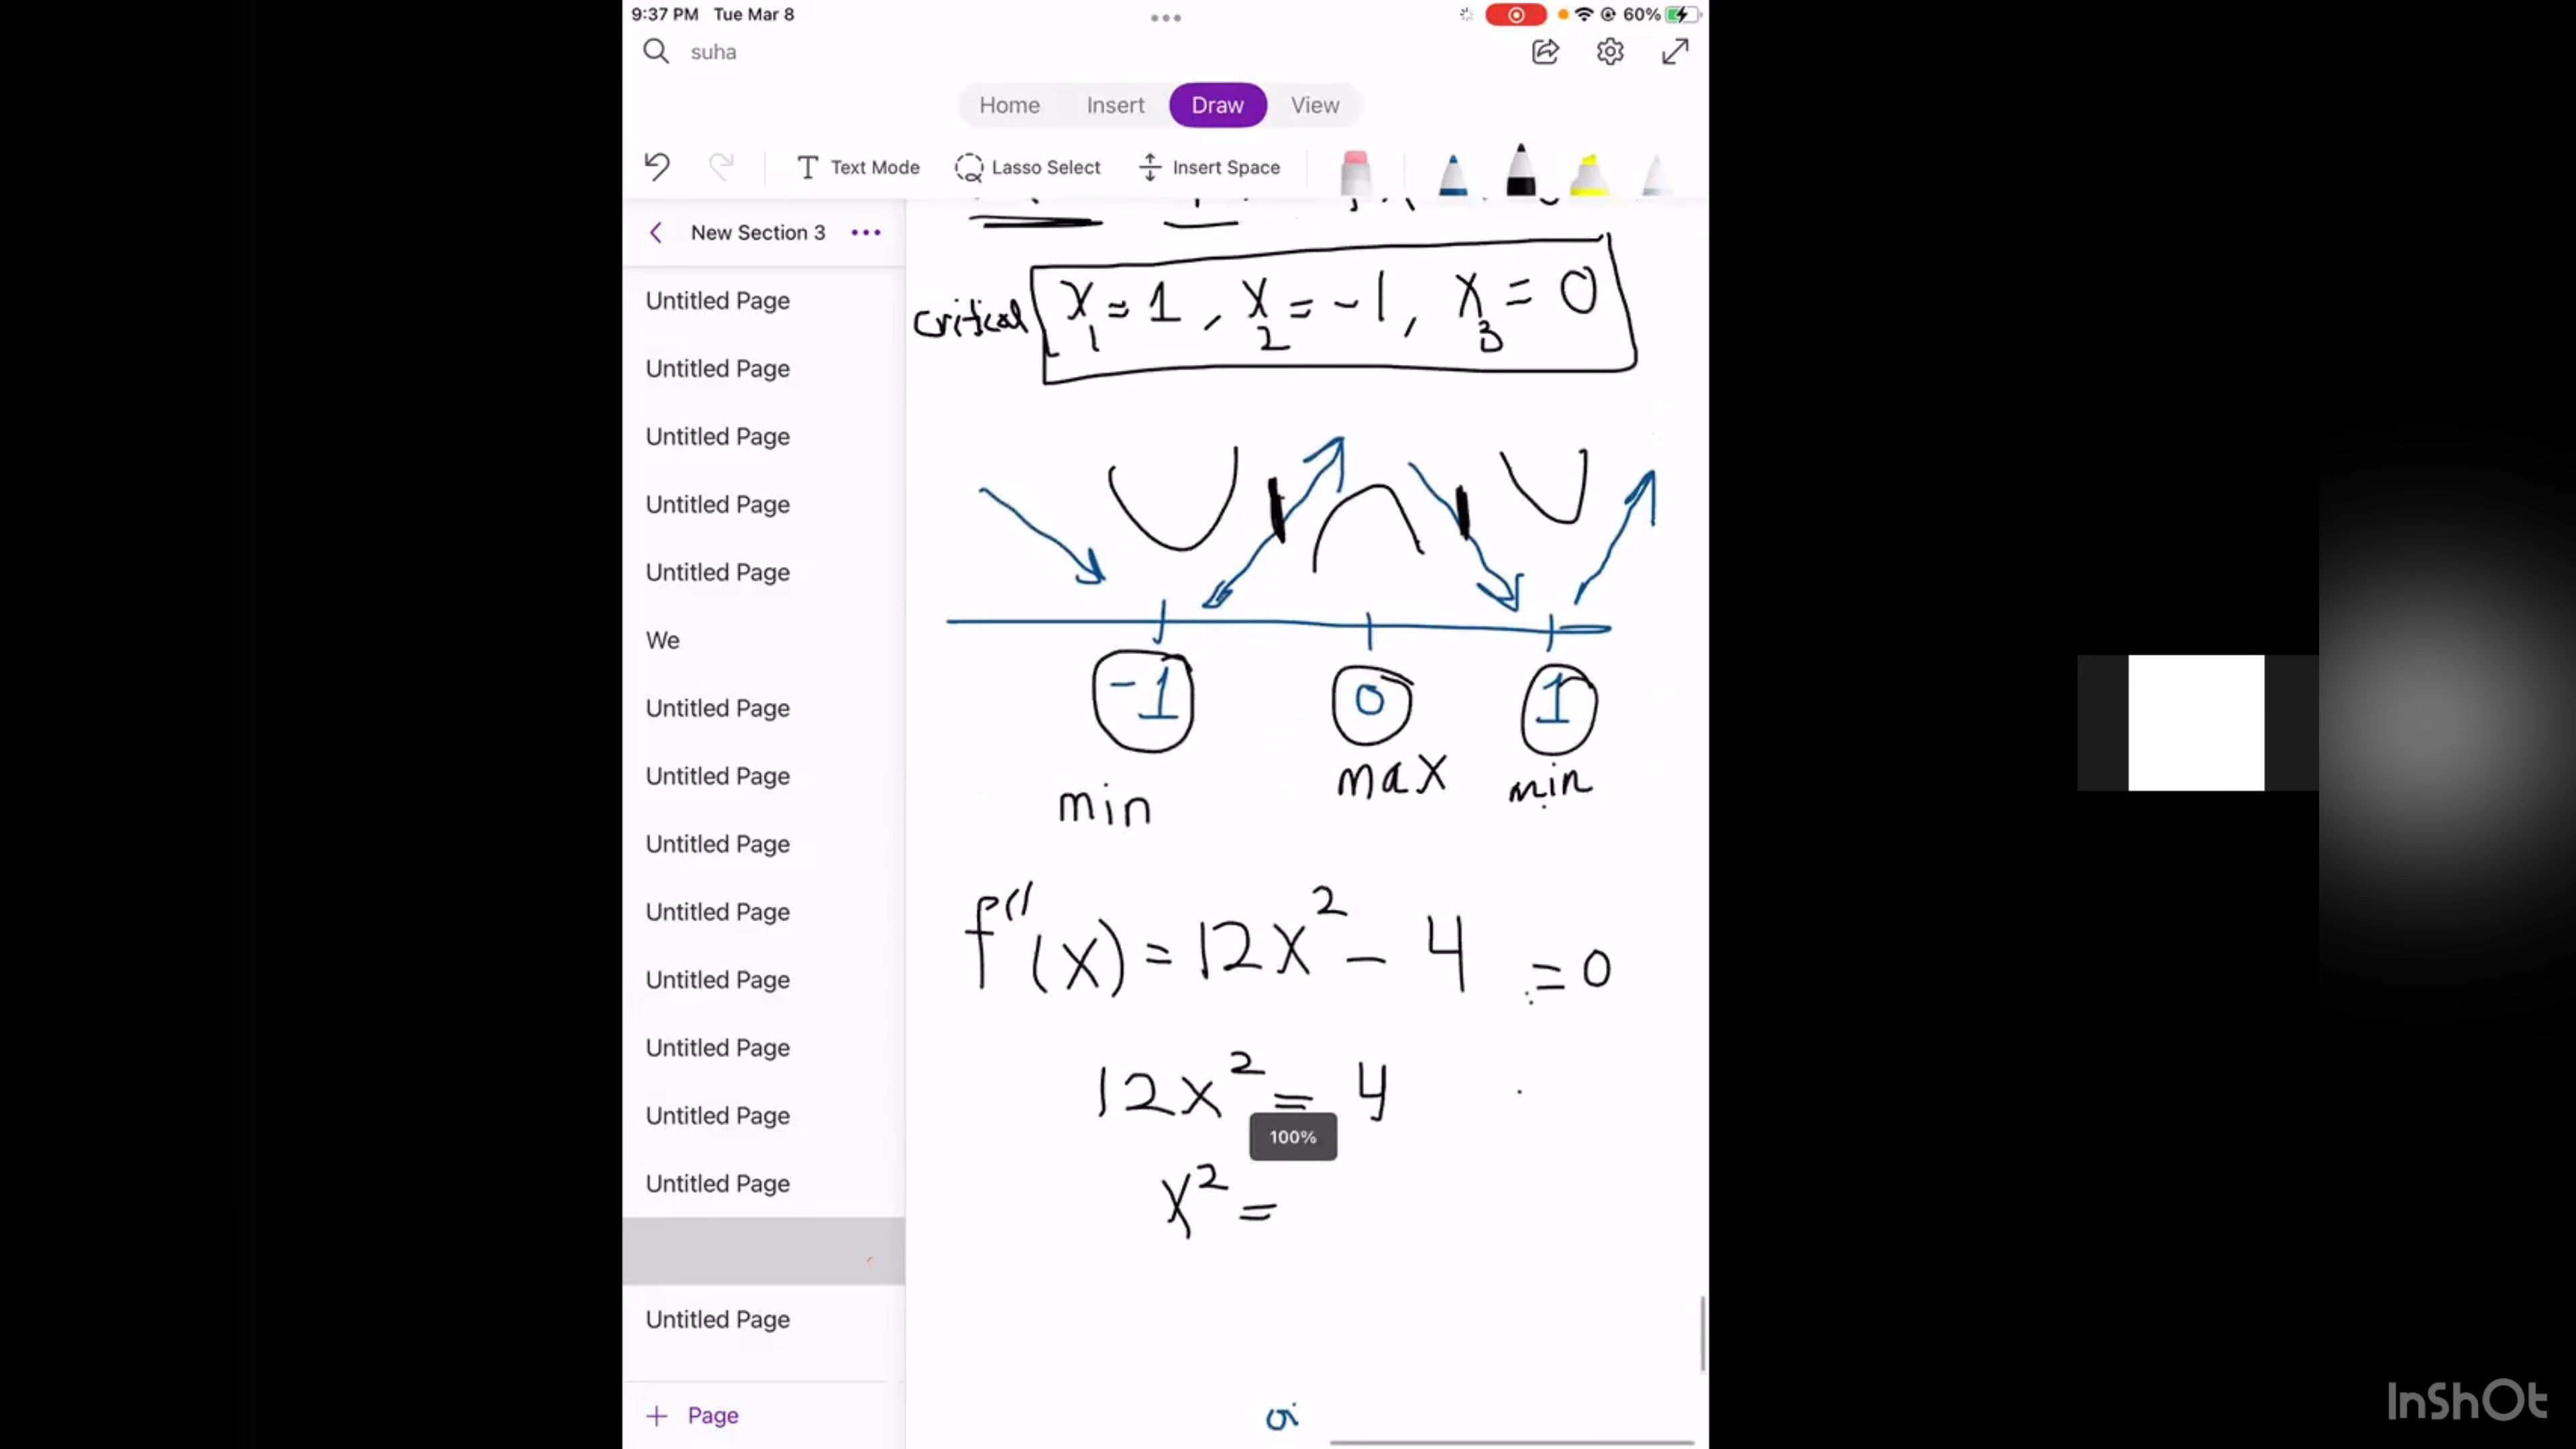 9:37 PM Tue Mar 8
60%
suha
Home Insert Draw View
Text Mode Lasso Select Insert Space
New Section 3
Untitled Page
Untitled Page
Untitled Page
Untitled Page
Untitled Page
We
Untitled Page
Untitled Page
Untitled Page
Untitled Page
Untitled Page
Untitled Page
Untitled Page
Untitled Page
Untitled Page
+ Page
critical x₁ = 1, x₂ = -1, x₃ = 0
-1 0 1
min max min
f''(x) = 12x² - 4 = 0
12x² = 4
100%
x² =
InShOt